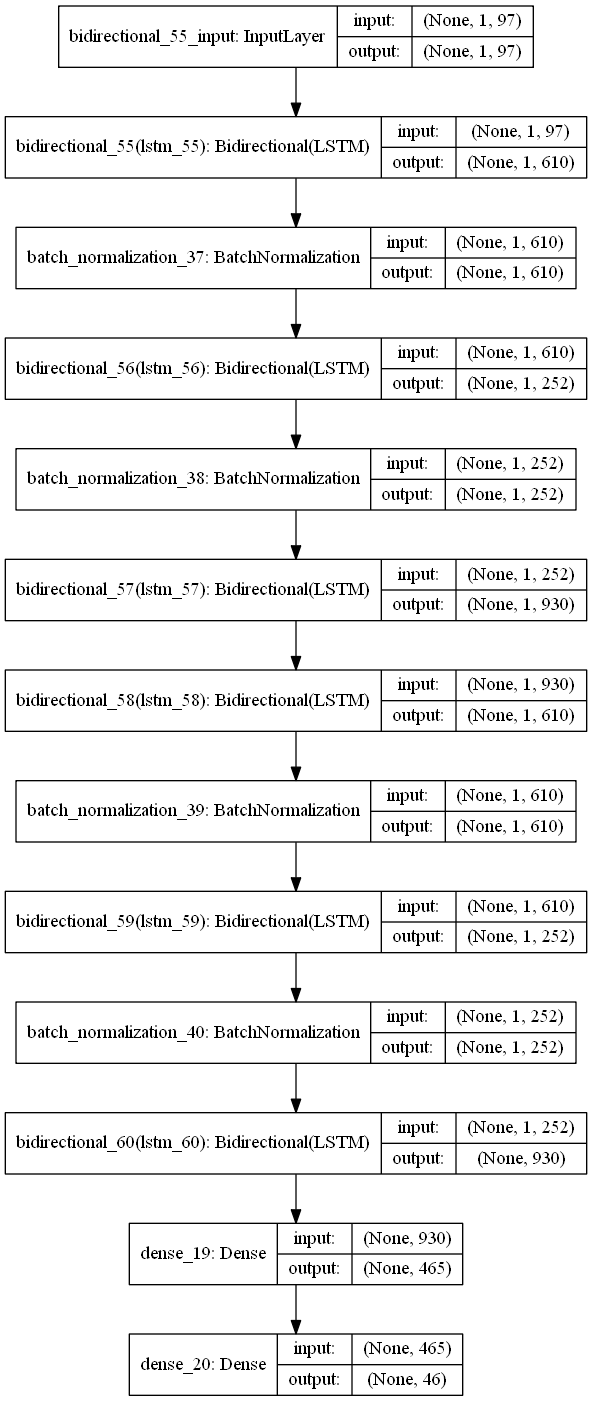 bidirectional_55_input: InputLayer
input: (None, 1, 97)
output: (None, 1, 97)
bidirectional_55(lstm_55): Bidirectional(LSTM)
input: (None, 1, 97)
output: (None, 1, 610)
batch_normalization_37: BatchNormalization
input: (None, 1, 610)
output: (None, 1, 610)
bidirectional_56(lstm_56): Bidirectional(LSTM)
input: (None, 1, 610)
output: (None, 1, 252)
batch_normalization_38: BatchNormalization
input: (None, 1, 252)
output: (None, 1, 252)
bidirectional_57(lstm_57): Bidirectional(LSTM)
input: (None, 1, 252)
output: (None, 1, 930)
bidirectional_58(lstm_58): Bidirectional(LSTM)
input: (None, 1, 930)
output: (None, 1, 610)
batch_normalization_39: BatchNormalization
input: (None, 1, 610)
output: (None, 1, 610)
bidirectional_59(lstm_59): Bidirectional(LSTM)
input: (None, 1, 610)
output: (None, 1, 252)
batch_normalization_40: BatchNormalization
input: (None, 1, 252)
output: (None, 1, 252)
bidirectional_60(lstm_60): Bidirectional(LSTM)
input: (None, 1, 252)
output: (None, 930)
dense_19: Dense
input: (None, 930)
output: (None, 465)
dense_20: Dense
input: (None, 465)
output: (None, 46)